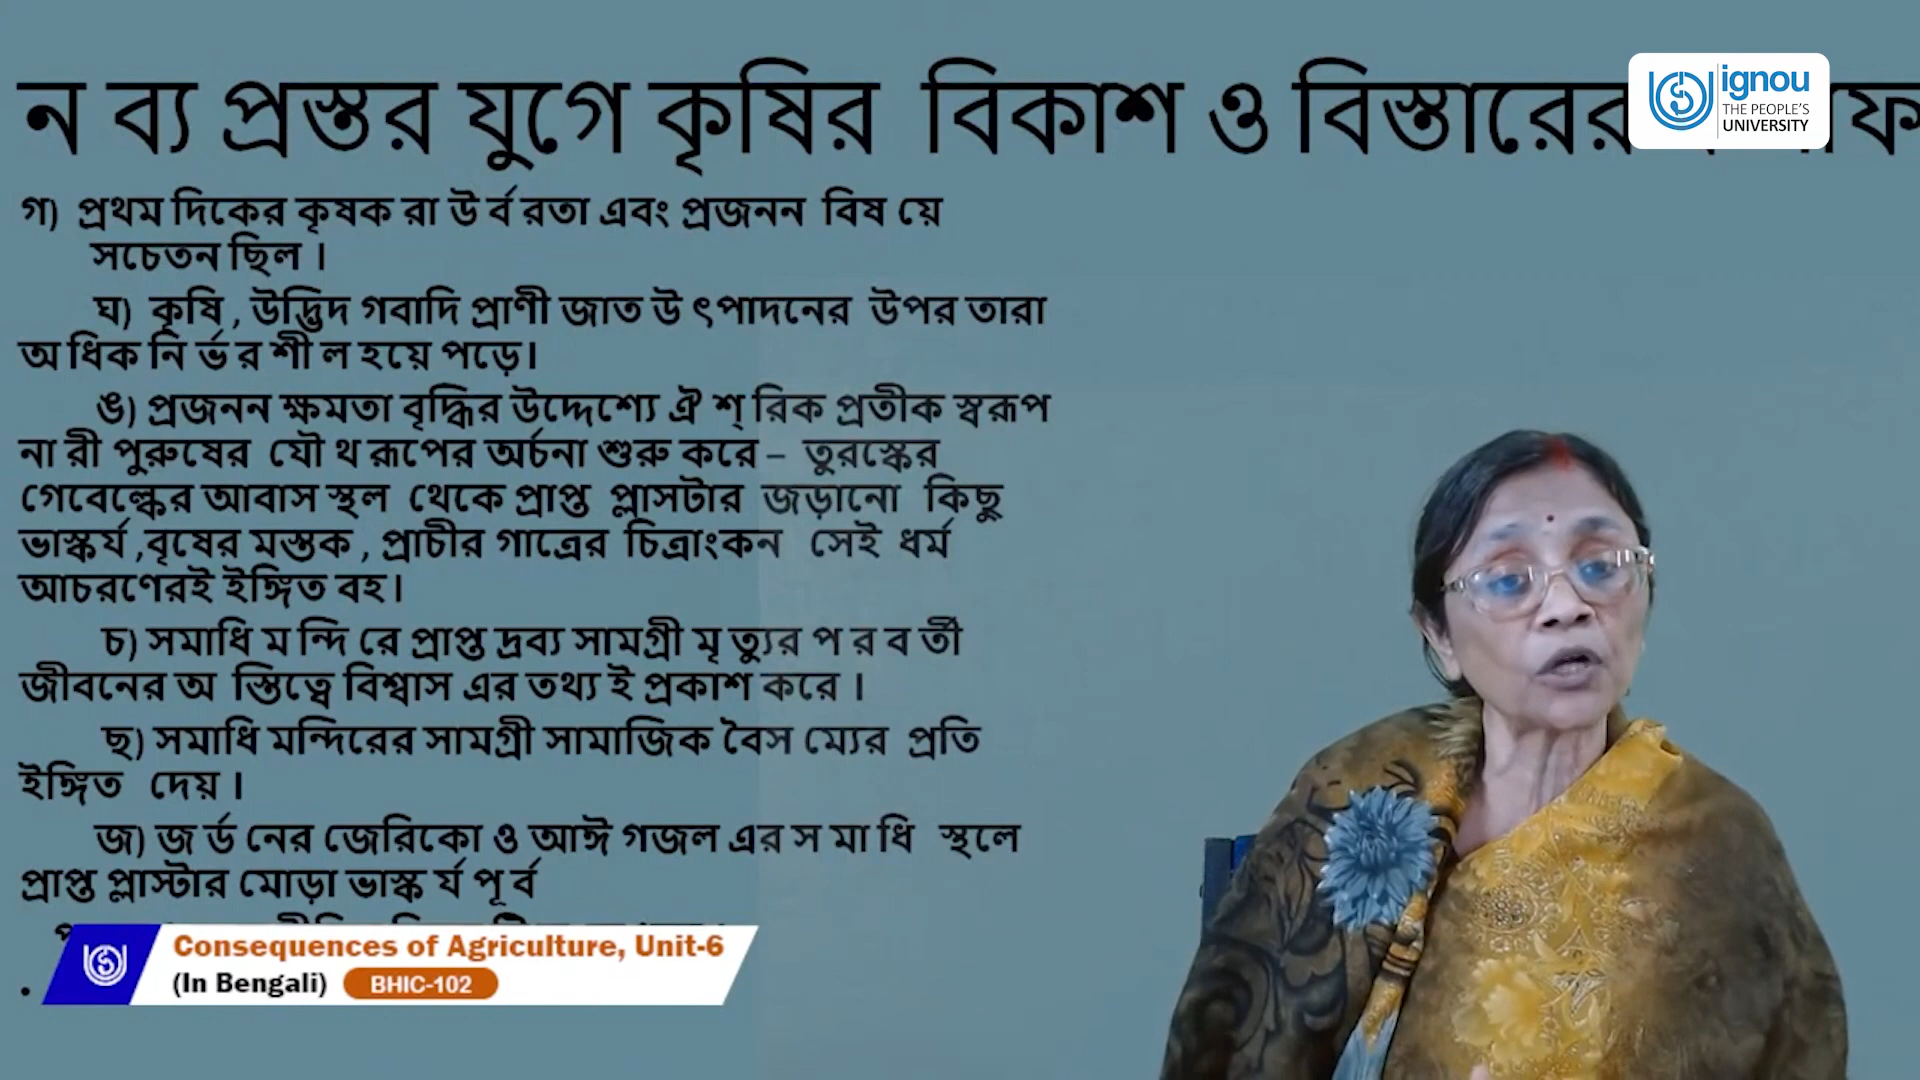 ন ব্য প্রস্তর যুগে কৃষির বিকাশ ও বিস্তারের
ignou
THE PEOPLE'S
UNIVERSITY
গ) প্রথম দিকের কৃষক রা উ র্ব রতা এবং প্রজনন বিষ য়ে
সচেতন ছিল ।
ঘ) কৃষি , উদ্ভিদ গবাদি প্রাণী জাত উ ৎপাদনের উপর তারা
অ ধিক নি র্ভ র শী ল হয়ে পড়ে।
ঙ) প্রজনন ক্ষমতা বৃদ্ধির উদ্দেশ্যে ঐ শ্ রিক প্রতীক স্বরূপ
না রী পুরুষের যৌ থ রূপের অর্চনা শুরু করে – তুরস্কের
গেবেল্কের আবাস স্থল থেকে প্রাপ্ত প্লাসটার জড়ানো কিছু
ভাস্কর্য ,বৃষের মস্তক , প্রাচীর গাত্রের চিত্রাংকন সেই ধর্ম
আচরণেরই ইঙ্গিত বহ।
চ) সমাধি ম ন্দি রে প্রাপ্ত দ্রব্য সামগ্রী মৃ ত্যুর প র ব র্তী
জীবনের অ স্তিত্বে বিশ্বাস এর তথ্য ই প্রকাশ করে ।
ছ) সমাধি মন্দিরের সামগ্রী সামাজিক বৈস ম্যের প্রতি
ইঙ্গিত দেয় ।
জ) জ র্ড নের জেরিকো ও আঈ গজল এর স মা ধি স্থলে
প্রাপ্ত প্লাস্টার মোড়া ভাস্ক র্য পূ র্ব
Consequences of Agriculture, Unit-6
(In Bengali) BHIC-102